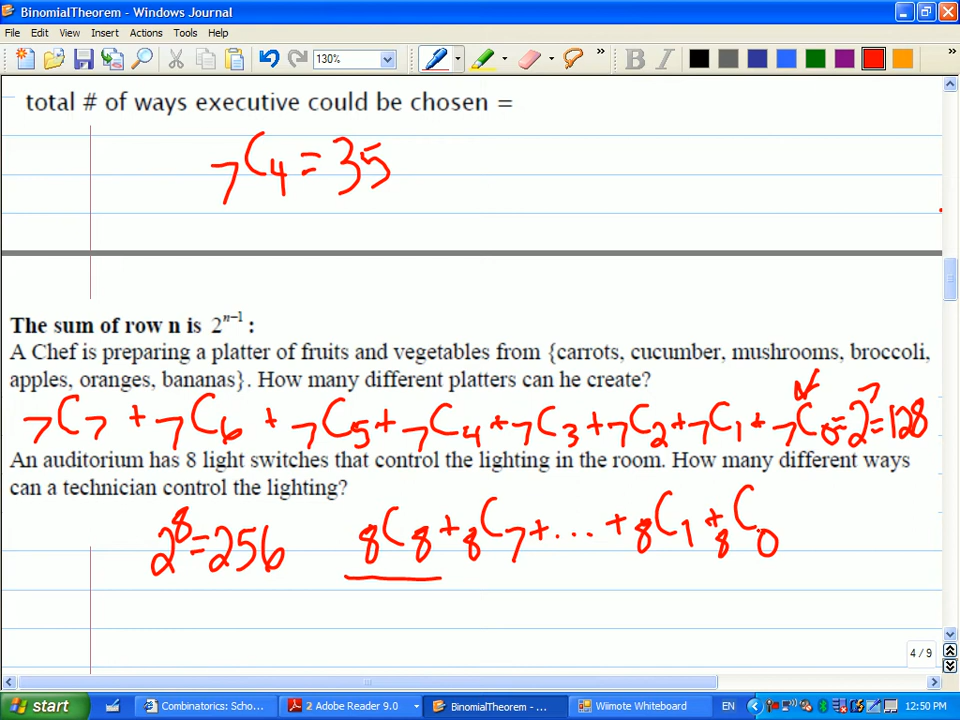 BinomialTheorem - Windows Journal
File Edit View Insert Actions Tools Help
130% » B I »
total # of ways executive could be chosen =
7C4 = 35
The sum of row n is 2^{n-1} :
A Chef is preparing a platter of fruits and vegetables from {carrots, cucumber, mushrooms, broccoli,
apples, oranges, bananas}. How many different platters can he create?
7C7 + 7C6 + 7C5 + 7C4 + 7C3 + 7C2 + 7C1 + 7C0 = 2^7 = 128
An auditorium has 8 light switches that control the lighting in the room. How many different ways
can a technician control the lighting?
2^8 = 256 8C8 + 8C7 + ... + 8C1 + 8C0
4 / 9
start Combinatorics: Scho... 2 Adobe Reader 9.0 BinomialTheorem - ... Wiimote Whiteboard EN 12:50 PM